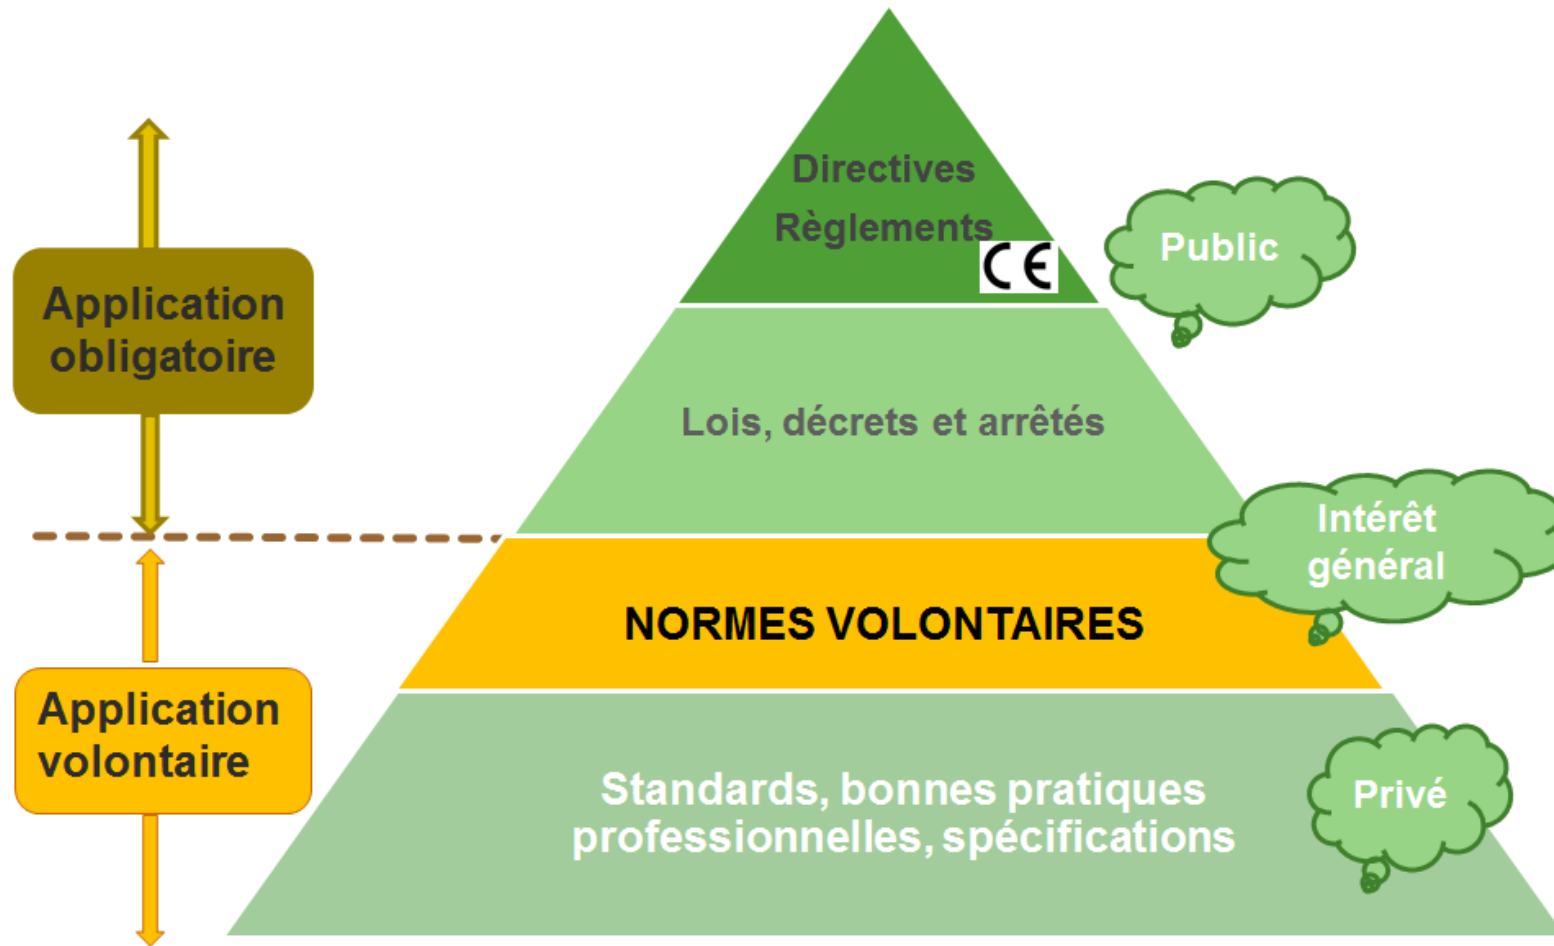 Directives
Règlements
CE
Public
Application
obligatoire
Lois, décrets et arrêtés
Intérêt
général
NORMES VOLONTAIRES
Application
volontaire
Standards, bonnes pratiques
professionnelles, spécifications
Privé